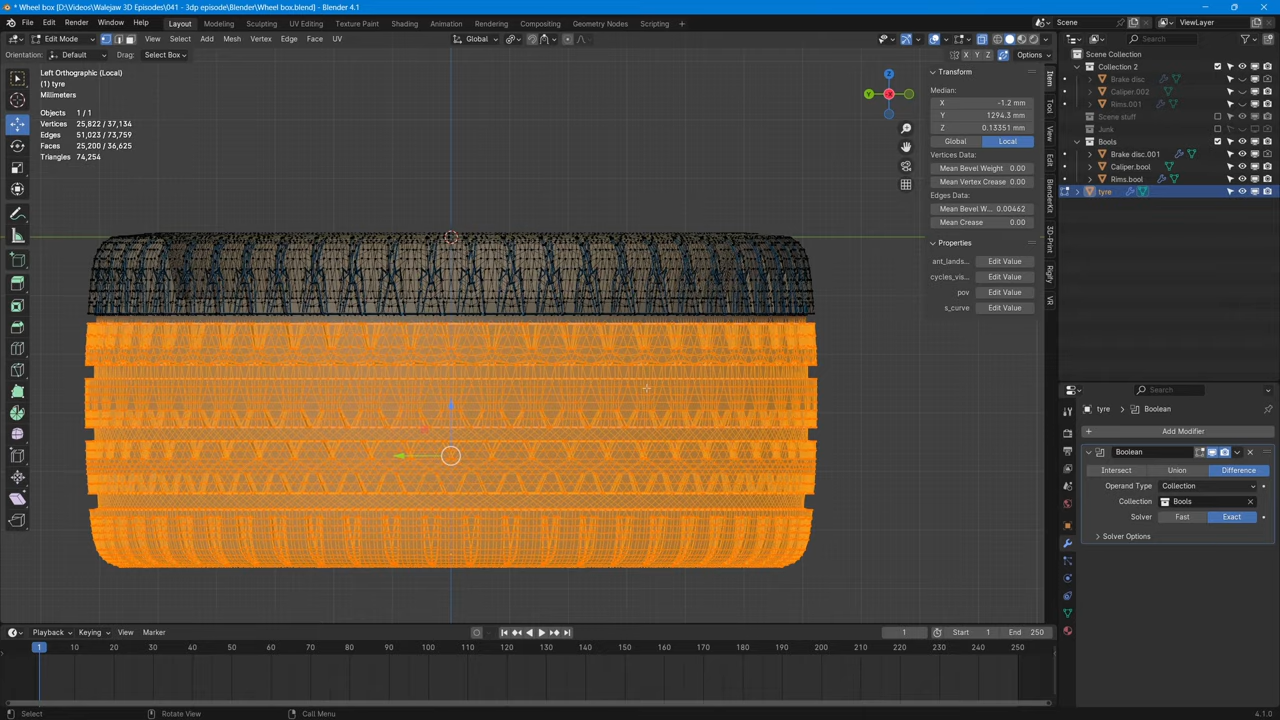 * Wheel box [D:\Videos\Walejaw 3D Episodes\041 - 3dp episode\Blender\Wheel box.blend] - Blender 4.1
File Edit Render Window Help Layout Modeling Sculpting UV Editing Texture Paint Shading Animation Rendering Compositing Geometry Nodes Scripting Scene ViewLayer
Edit Mode View Select Add Mesh Vertex Edge Face UV Global Search
Orientation: Default Drag: Select Box X Y Z Options
Left Orthographic (Local)
(1) tyre
Millimeters
Objects 1 / 1
Vertices 25,822 / 37,134
Edges 51,023 / 73,759
Faces 25,200 / 36,625
Triangles 74,254
Z
Y
X
Transform
Median:
X -1.2 mm
Y 1294.3 mm
Z 0.13351 mm
Global Local
Vertices Data:
Mean Bevel Weight 0.00
Mean Vertex Crease 0.00
Edges Data:
Mean Bevel W... 0.00462
Mean Crease 0.00
Properties
ant_lands... Edit Value
cycles_vis... Edit Value
pov Edit Value
s_curve Edit Value
Item
Tool
View
Edit
BlenderKit
3D-Print
Rigify
VR
Scene Collection
Collection 2
Brake disc
Caliper.002
Rims.001
Scene stuff
Junk
Bools
Brake disc.001
Caliper.bool
Rims.bool
tyre
Search
tyre > Boolean
Add Modifier
Boolean
Intersect Union Difference
Operand Type Collection
Collection Bools
Solver Fast Exact
Solver Options
Playback Keying View Marker 1 Start 1 End 250
1 10 20 30 40 50 60 70 80 90 100 110 120 130 140 150 160 170 180 190 200 210 220 230 240 250
Select Rotate View Call Menu 4.1.0